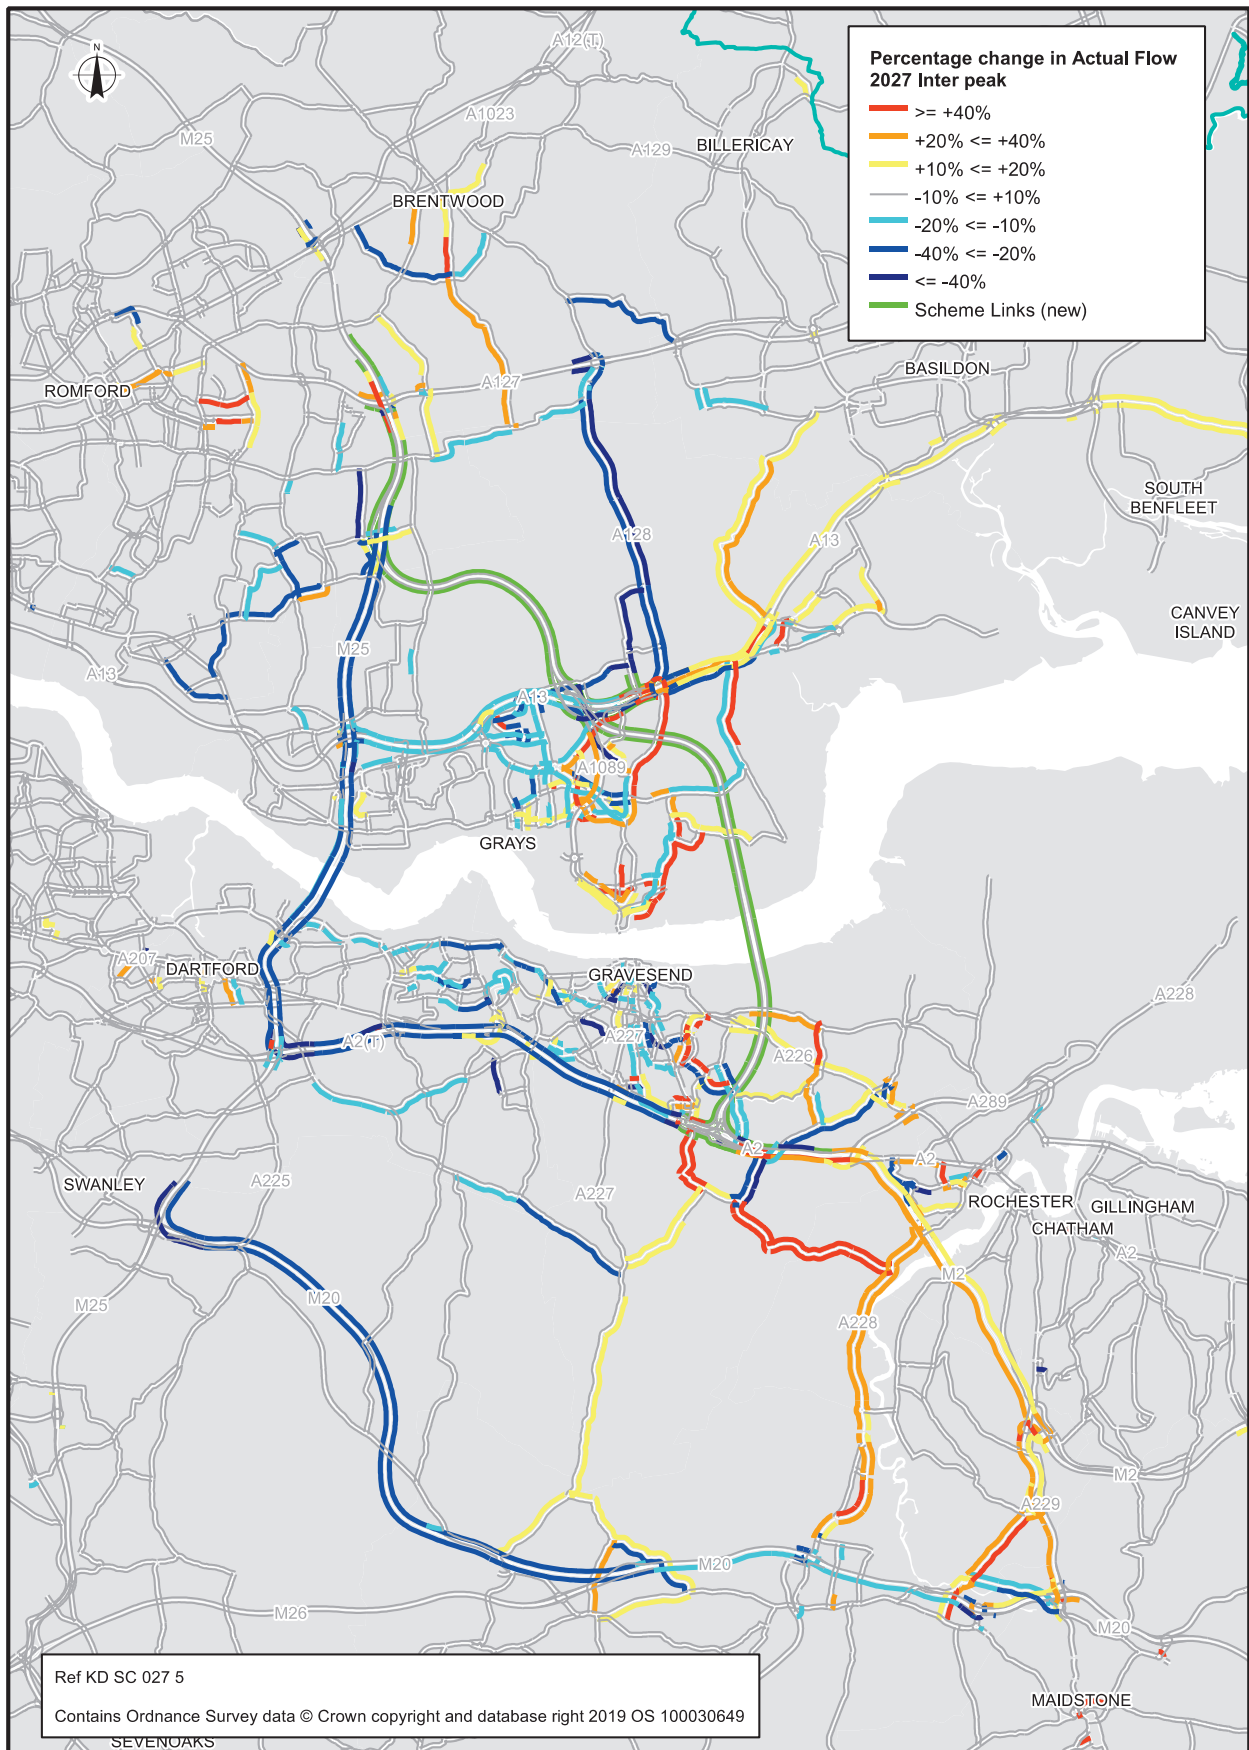 N
A12(T)
Percentage change in Actual Flow
2027 Inter peak
>= +40%
+20% <= +40%
+10% <= +20%
-10% <= +10%
-20% <= -10%
-40% <= -20%
<= -40%
Scheme Links (new)
A1023
M25
A129
BILLERICAY
BRENTWOOD
BASILDON
A127
ROMFORD
SOUTH
BENFLEET
A128
A13
CANVEY
ISLAND
M25
A13
A13
A1089
GRAYS
A207
DARTFORD
GRAVESEND
A228
A2(T)
A227
A226
A289
A2
A2
SWANLEY
A225
A227
ROCHESTER
GILLINGHAM
CHATHAM
A2
M2
M25
M20
A228
M2
A229
M20
M26
M20
Ref KD SC 027 5
Contains Ordnance Survey data © Crown copyright and database right 2019 OS 100030649
MAIDSTONE
SEVENOAKS